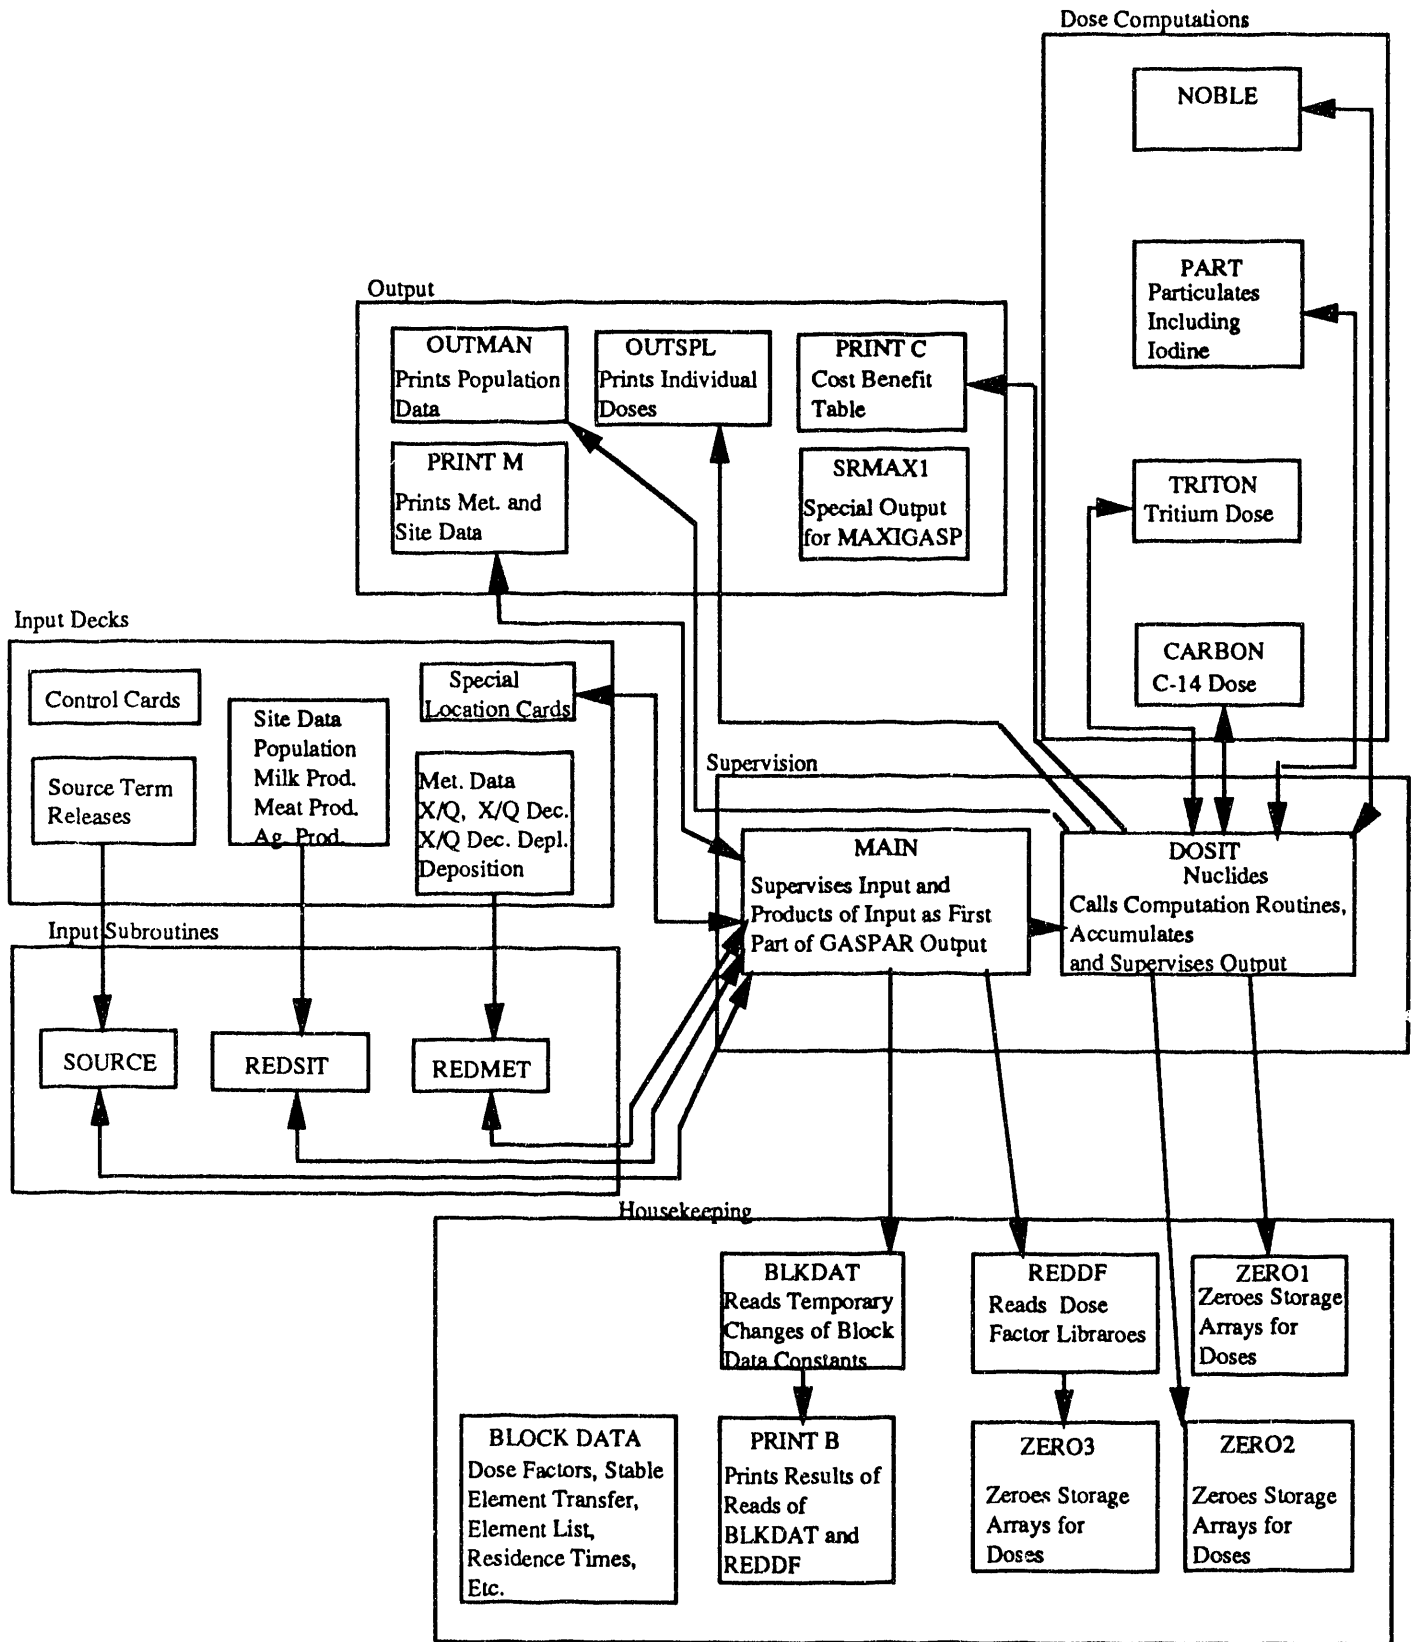 Dose Computations
NOBLE
PART
Particulates
Including
Iodine
TRITON
Tritium Dose
CARBON
C-14 Dose
Output
OUTMAN
Prints Population
Data
OUTSPL
Prints Individual
Doses
PRINT C
Cost Benefit
Table
PRINT M
Prints Met. and
Site Data
SRMAX1
Special Output
for MAXIGASP
Input Decks
Control Cards
Source Term
Releases
Site Data
Population
Milk Prod.
Meat Prod.
Ag. Prod.
Special
Location Cards
Met. Data
X/Q, X/Q Dec.
X/Q Dec. Depl.
Deposition
Supervision
MAIN
Supervises Input and
Products of Input as First
Part of GASPAR Output
DOSIT
Nuclides
Calls Computation Routines,
Accumulates
and Supervises Output
Input Subroutines
SOURCE
REDSIT
REDMET
Housekeeping
BLKDAT
Reads Temporary
Changes of Block
Data Constants
REDDF
Reads Dose
Factor Libraroes
ZERO1
Zeroes Storage
Arrays for
Doses
BLOCK DATA
Dose Factors, Stable
Element Transfer,
Element List,
Residence Times,
Etc.
PRINT B
Prints Results of
Reads of
BLKDAT and
REDDF
ZERO3
Zeroes Storage
Arrays for
Doses
ZERO2
Zeroes Storage
Arrays for
Doses